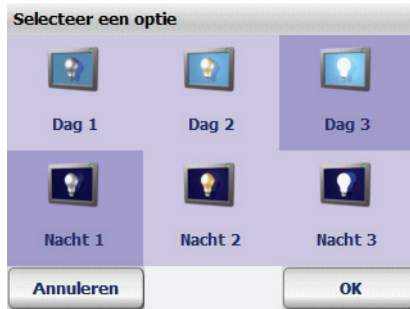 Selecteer een optie
Dag 1 Dag 2 Dag 3
Nacht 1 Nacht 2 Nacht 3
Annuleren OK